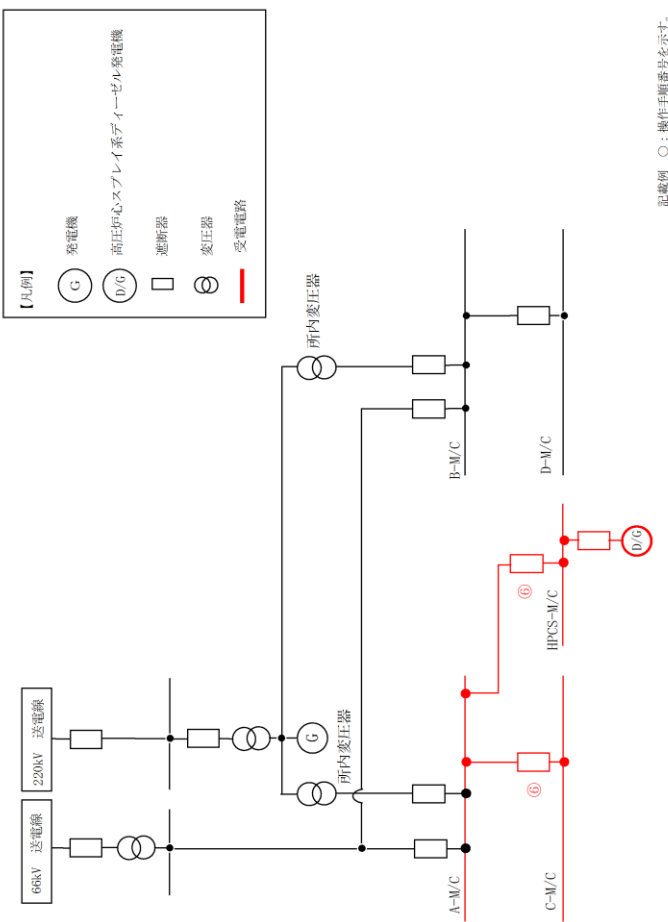 【凡例】
G
発電機
D/G
高圧炉心スプレイ系ディーゼル発電機
遮断器
変圧器
受電電路
66kV 送電線
220kV 送電線
G
所内変圧器
所内変圧器
A-M/C
B-M/C
⑥
⑥
C-M/C
HPCS-M/C
D-M/C
D/G
記載例 ○：操作手順番号を示す。